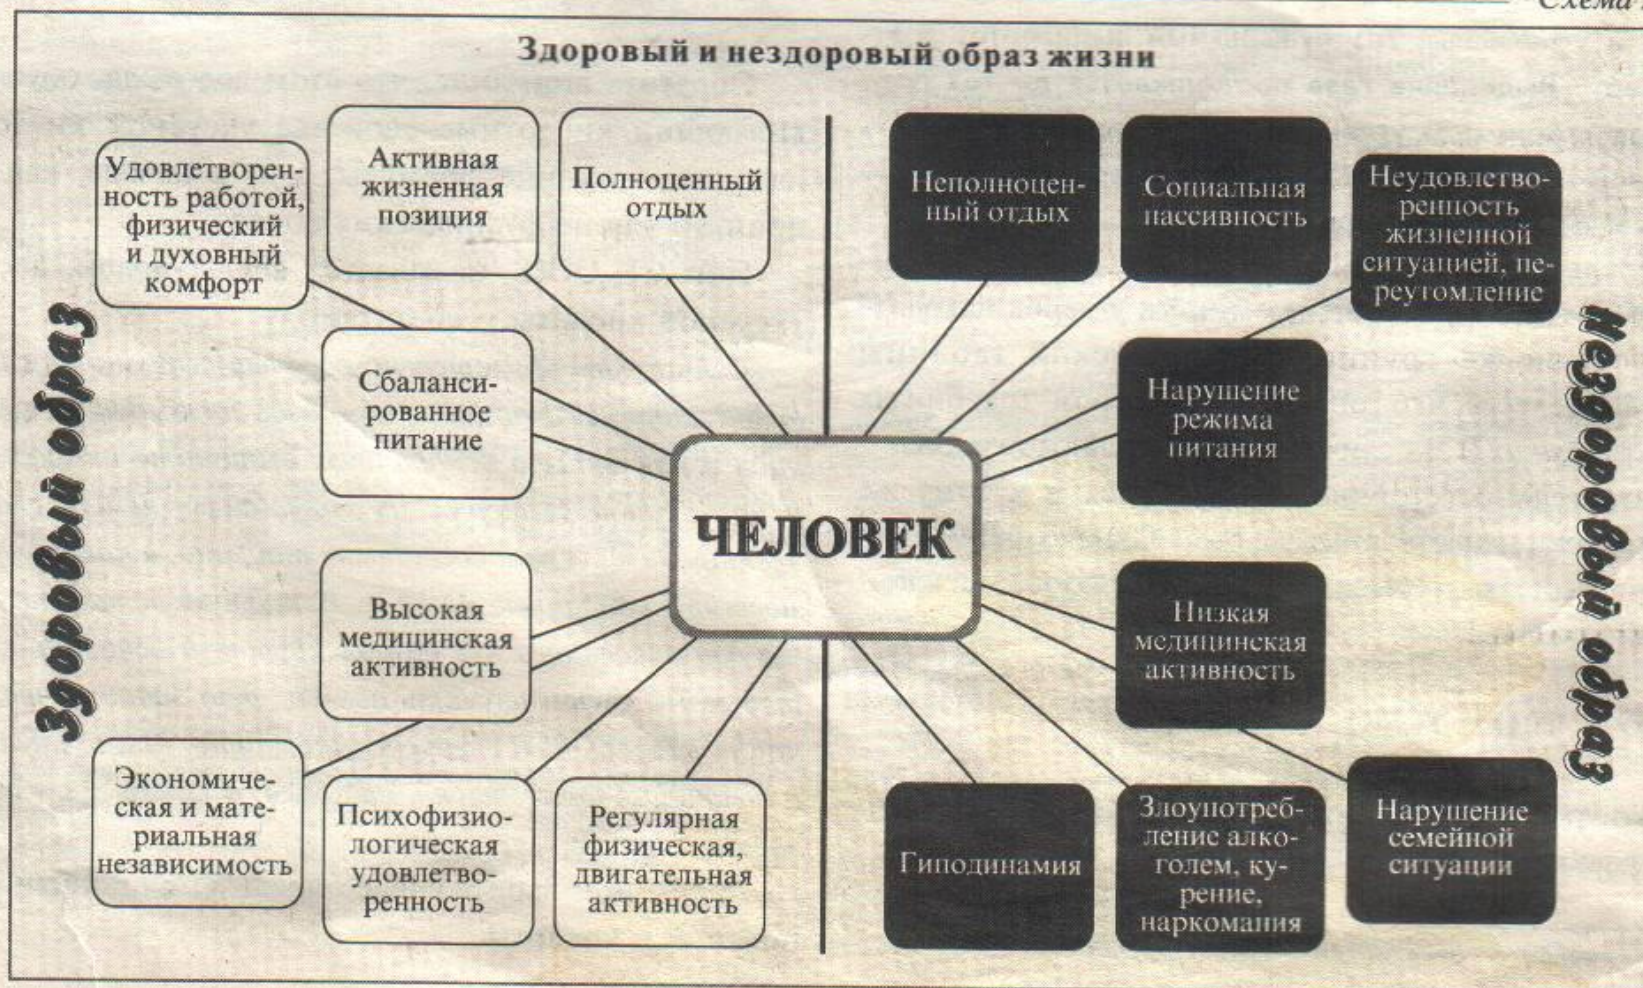 Схема
Здоровый и нездоровый образ жизни
Здоровый образ
Удовлетворен-
ность работой,
физический
и духовный
комфорт
Активная
жизненная
позиция
Полноценный
отдых
Сбаланси-
рованное
питание
Высокая
медицинская
активность
Экономиче-
ская и мате-
риальная
независимость
Психофизио-
логическая
удовлетво-
ренность
Регулярная
физическая,
двигательная
активность
ЧЕЛОВЕК
Неполноцен-
ный отдых
Социальная
пассивность
Неудовлетво-
ренность
жизненной
ситуацией, пе-
реутомление
Нарушение
режима
питания
Низкая
медицинская
активность
Гиподинамия
Злоупотреб-
ление алко-
голем, ку-
рение,
наркомания
Нарушение
семейной
ситуации
Нездоровый образ